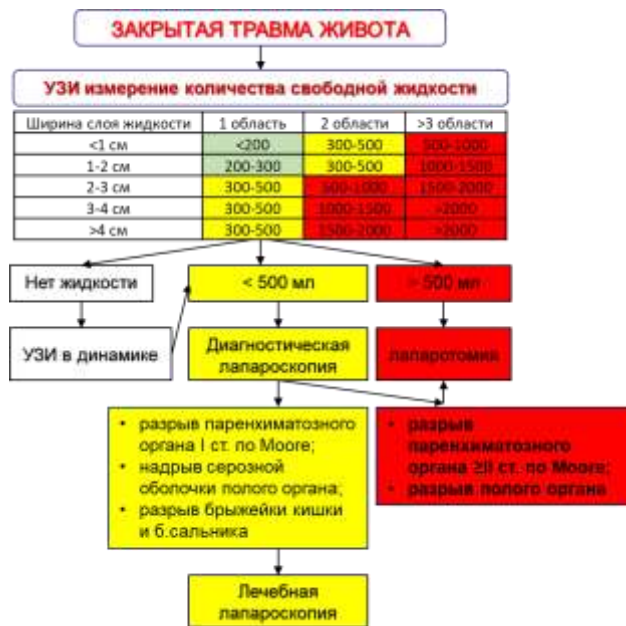 ЗАКРЫТАЯ ТРАВМА ЖИВОТА
УЗИ измерение количества свободной жидкости
Ширина слоя жидкости 1 область 2 области >3 области
<1 см <200 300-500 500-1000
1-2 см 200-300 300-500 1000-1500
2-3 см 300-500 500-1000 1500-2000
3-4 см 300-500 1000-1500 >2000
>4 см 300-500 1500-2000 >2000
Нет жидкости
< 500 мл
> 500 мл
УЗИ в динамике
Диагностическая
лапароскопия
лапаротомия
• разрыв паренхиматозного
органа I ст. по Moore;
• надрыв серозной
оболочки полого органа;
• разрыв брыжейки кишки
и б.сальника
• разрыв
паренхиматозного
органа ≥II ст. по Moore;
• разрыв полого органа
Лечебная
лапароскопия